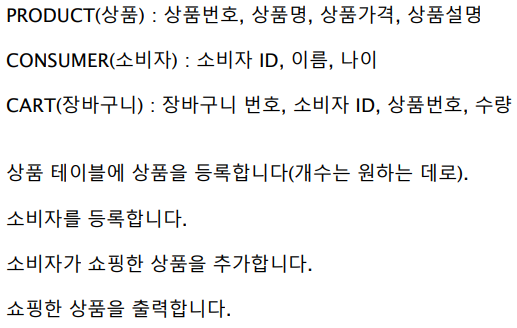 PRODUCT(상품) : 상품번호, 상품명, 상품가격, 상품설명
CONSUMER(소비자) : 소비자 ID, 이름, 나이
CART(장바구니) : 장바구니 번호, 소비자 ID, 상품번호, 수량
상품 테이블에 상품을 등록합니다(개수는 원하는 데로).
소비자를 등록합니다.
소비자가 쇼핑한 상품을 추가합니다.
쇼핑한 상품을 출력합니다.